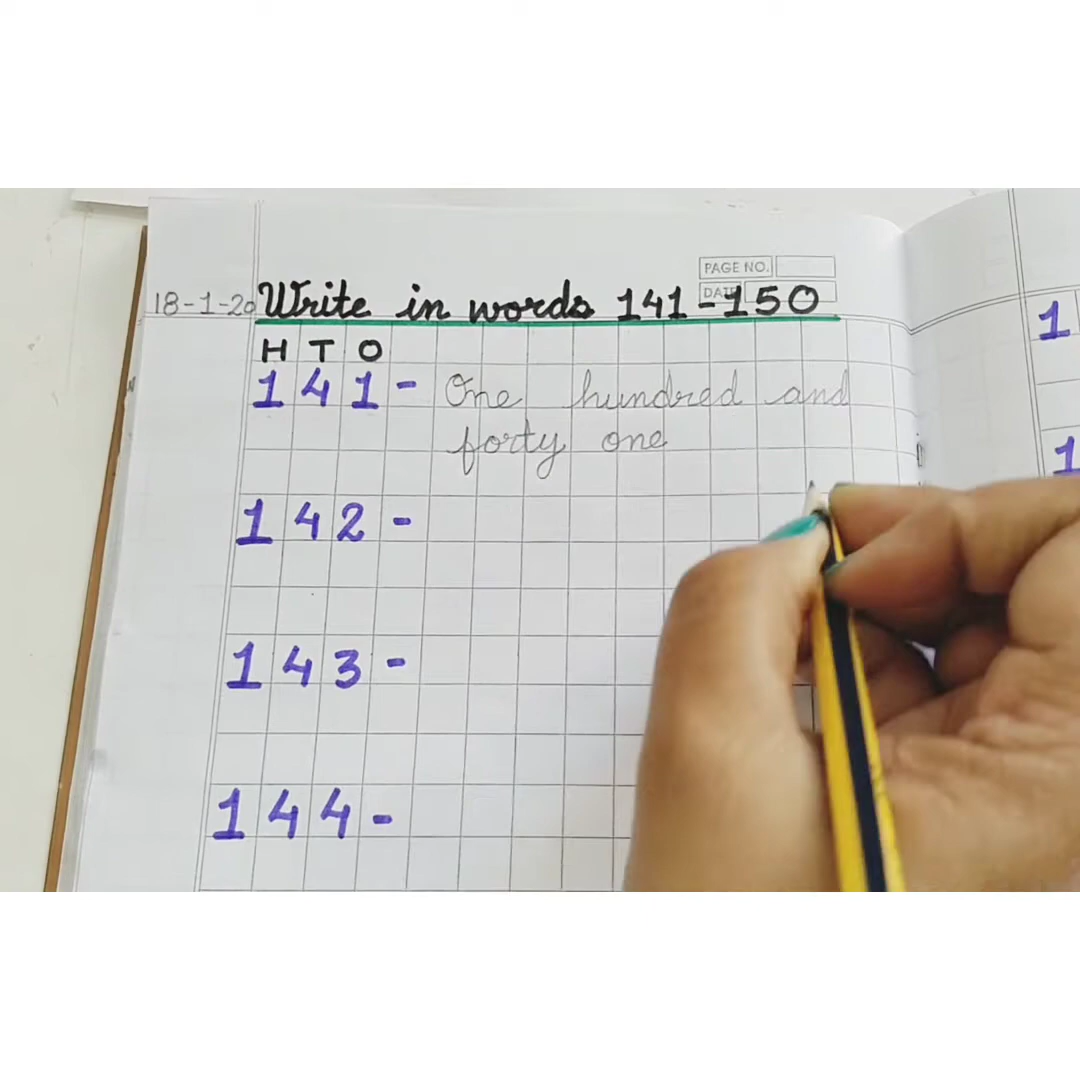 PAGE NO.
18-1-20 Write in words 141-150
H T O
141- One hundred and
forty one
142-
143-
144-
1
1